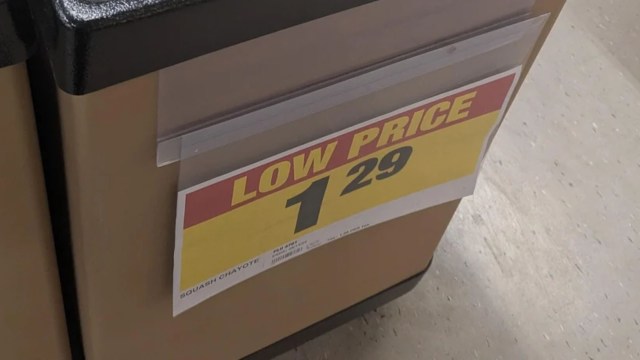 LOW PRICE
1 29
SQUASH CHAYOTE